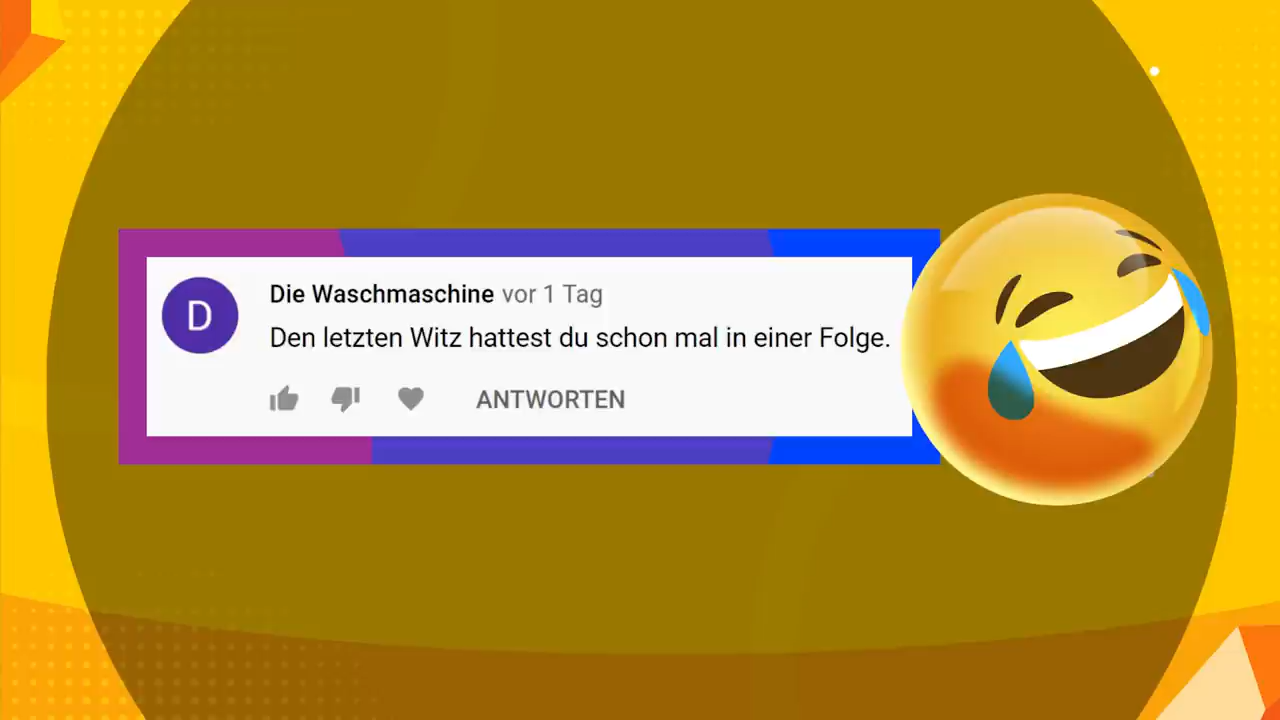 D
Die Waschmaschine vor 1 Tag
Den letzten Witz hattest du schon mal in einer Folge.
ANTWORTEN